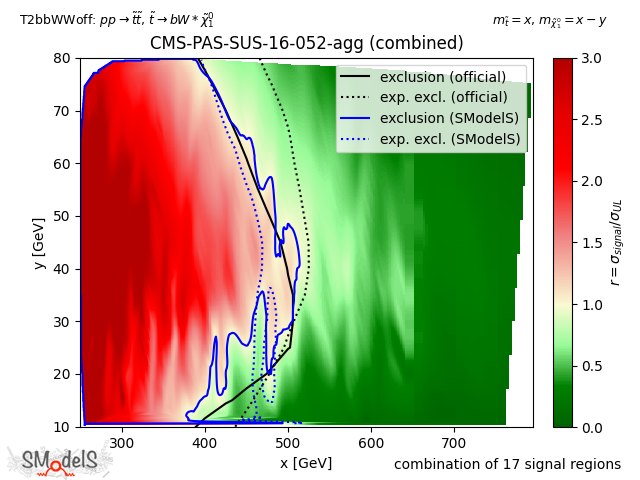 T2bbWWoff: pp → t̃t̃, t̃ → bW*χ̃₁⁰    m_t̃ = x, m_χ̃₁⁰ = x − y
CMS-PAS-SUS-16-052-agg (combined)
exclusion (official)
exp. excl. (official)
exclusion (SModelS)
exp. excl. (SModelS)
80
70
60
50
40
30
20
10
y [GeV]
300 400 500 600 700
x [GeV]
3.0
2.5
2.0
1.5
1.0
0.5
0.0
r = σ_signal/σ_UL
SModelS
combination of 17 signal regions